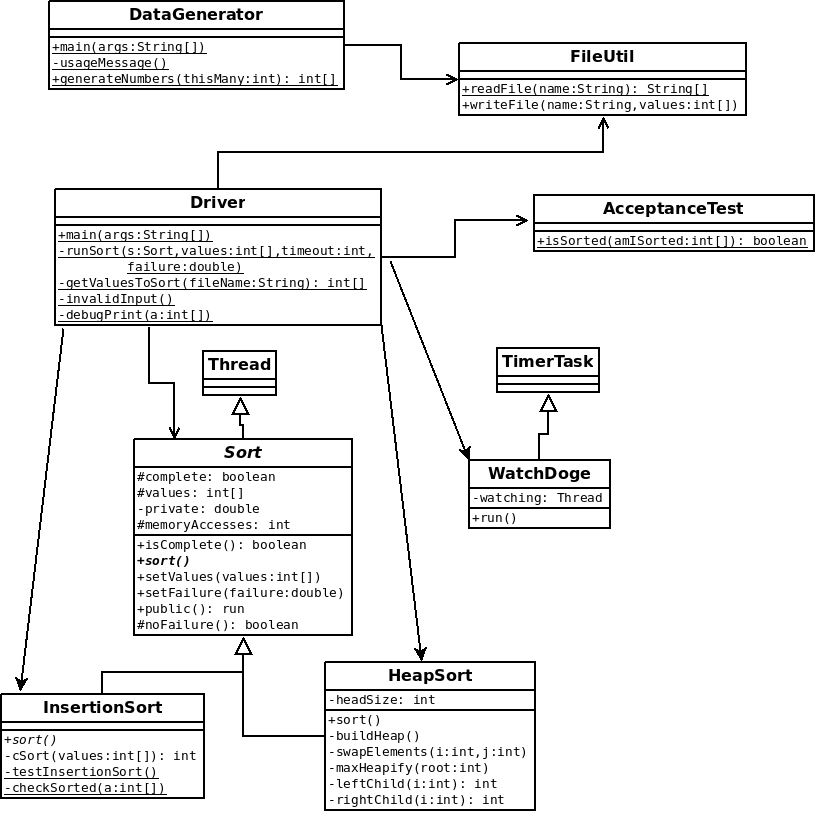 DataGenerator
+main(args:String[])
-usageMessage()
+generateNumbers(thisMany:int): int[]
FileUtil
+readFile(name:String): String[]
+writeFile(name:String,values:int[])
Driver
+main(args:String[])
-runSort(s:Sort,values:int[],timeout:int,
failure:double)
-getValuesToSort(fileName:String): int[]
-invalidInput()
-debugPrint(a:int[])
AcceptanceTest
+isSorted(amISorted:int[]): boolean
Thread
TimerTask
Sort
#complete: boolean
#values: int[]
-private: double
#memoryAccesses: int
+isComplete(): boolean
+sort()
+setValues(values:int[])
+setFailure(failure:double)
+public(): run
#noFailure(): boolean
WatchDoge
-watching: Thread
+run()
InsertionSort
+sort()
-cSort(values:int[]): int
-testInsertionSort()
-checkSorted(a:int[])
HeapSort
-headSize: int
+sort()
-buildHeap()
-swapElements(i:int,j:int)
-maxHeapify(root:int)
-leftChild(i:int): int
-rightChild(i:int): int